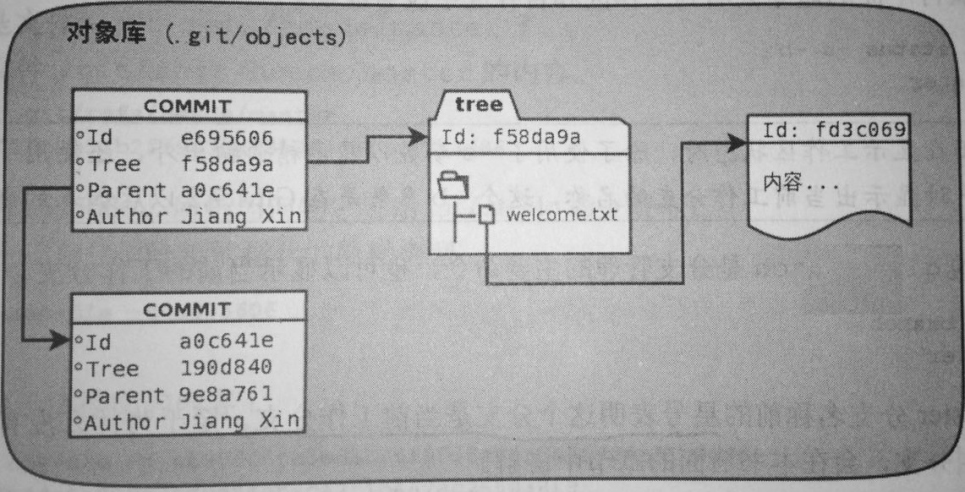 对象库 (.git/objects)
COMMIT
Id e695606
Tree f58da9a
Parent a0c641e
Author Jiang Xin
tree
Id: f58da9a
welcome.txt
Id: fd3c069
内容...
COMMIT
Id a0c641e
Tree 190d840
Parent 9e8a761
Author Jiang Xin